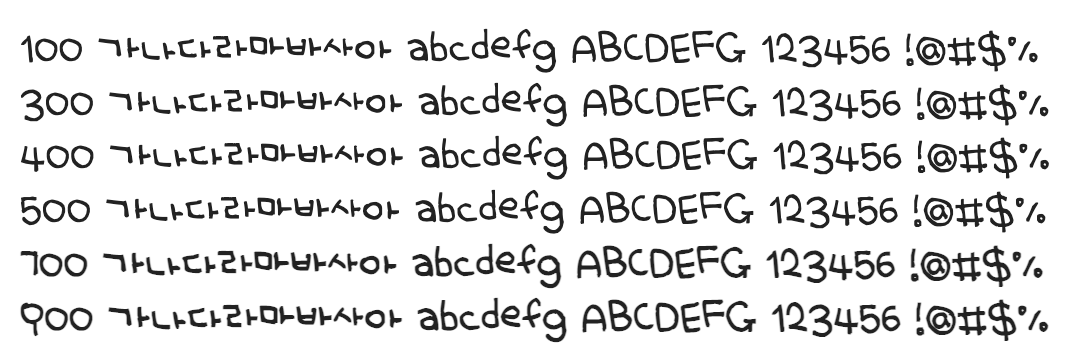 100 가나다라마바사아 abcdefg ABCDEFG 123456 !@#$%
300 가나다라마바사아 abcdefg ABCDEFG 123456 !@#$%
400 가나다라마바사아 abcdefg ABCDEFG 123456 !@#$%
500 가나다라마바사아 abcdefg ABCDEFG 123456 !@#$%
700 가나다라마바사아 abcdefg ABCDEFG 123456 !@#$%
900 가나다라마바사아 abcdefg ABCDEFG 123456 !@#$%